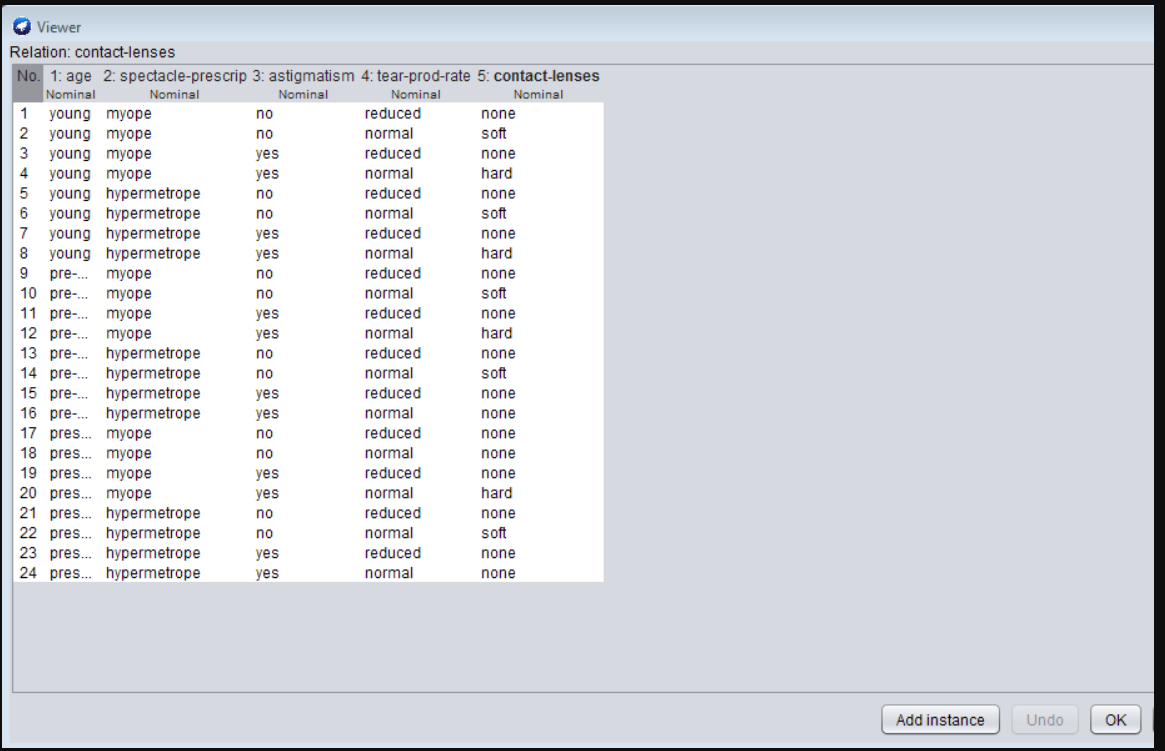 Viewer
Relation: contact-lenses
No. 1: age 2: spectacle-prescrip 3: astigmatism 4: tear-prod-rate 5: contact-lenses
Nominal Nominal Nominal Nominal Nominal
1 young myope no reduced none
2 young myope no normal soft
3 young myope yes reduced none
4 young myope yes normal hard
5 young hypermetrope no reduced none
6 young hypermetrope no normal soft
7 young hypermetrope yes reduced none
8 young hypermetrope yes normal hard
9 pre-... myope no reduced none
10 pre-... myope no normal soft
11 pre-... myope yes reduced none
12 pre-... myope yes normal hard
13 pre-... hypermetrope no reduced none
14 pre-... hypermetrope no normal soft
15 pre-... hypermetrope yes reduced none
16 pre-... hypermetrope yes normal none
17 pres... myope no reduced none
18 pres... myope no normal none
19 pres... myope yes reduced none
20 pres... myope yes normal hard
21 pres... hypermetrope no reduced none
22 pres... hypermetrope no normal soft
23 pres... hypermetrope yes reduced none
24 pres... hypermetrope yes normal none
Add instance Undo OK